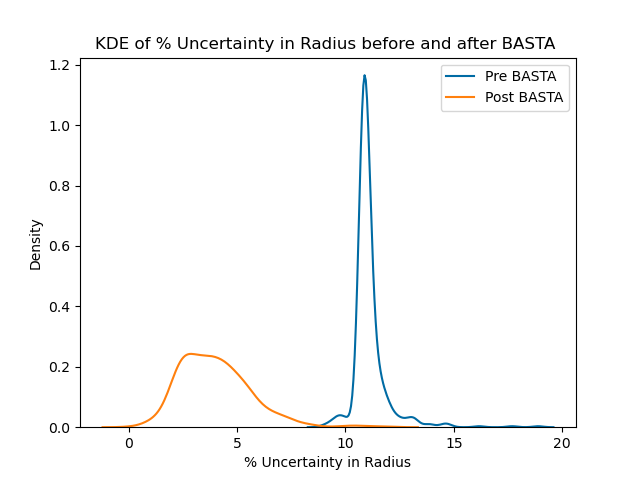 KDE of % Uncertainty in Radius before and after BASTA
Pre BASTA
Post BASTA
Density
1.2
1.0
0.8
0.6
0.4
0.2
0.0
0
5
10
15
20
% Uncertainty in Radius